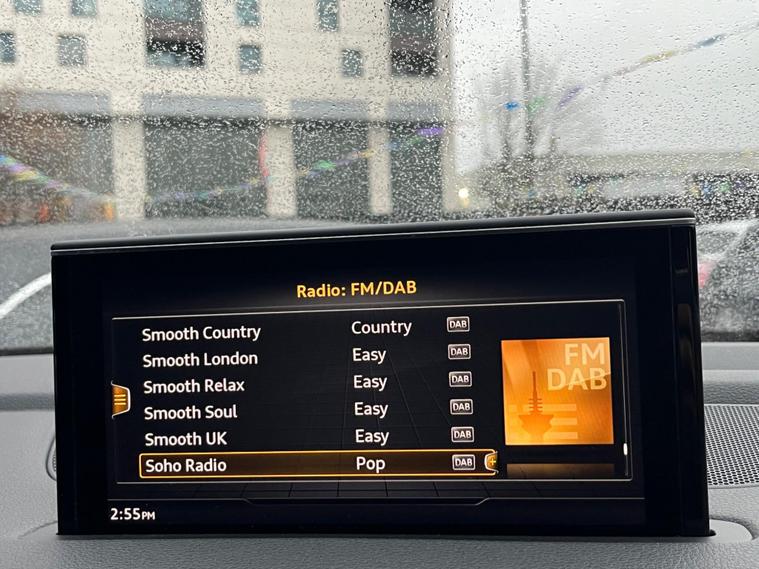 Radio: FM/DAB
Smooth Country Country DAB
Smooth London Easy DAB
Smooth Relax Easy DAB
Smooth Soul Easy DAB
Smooth UK Easy DAB
Soho Radio Pop DAB
FM
DAB
2:55PM